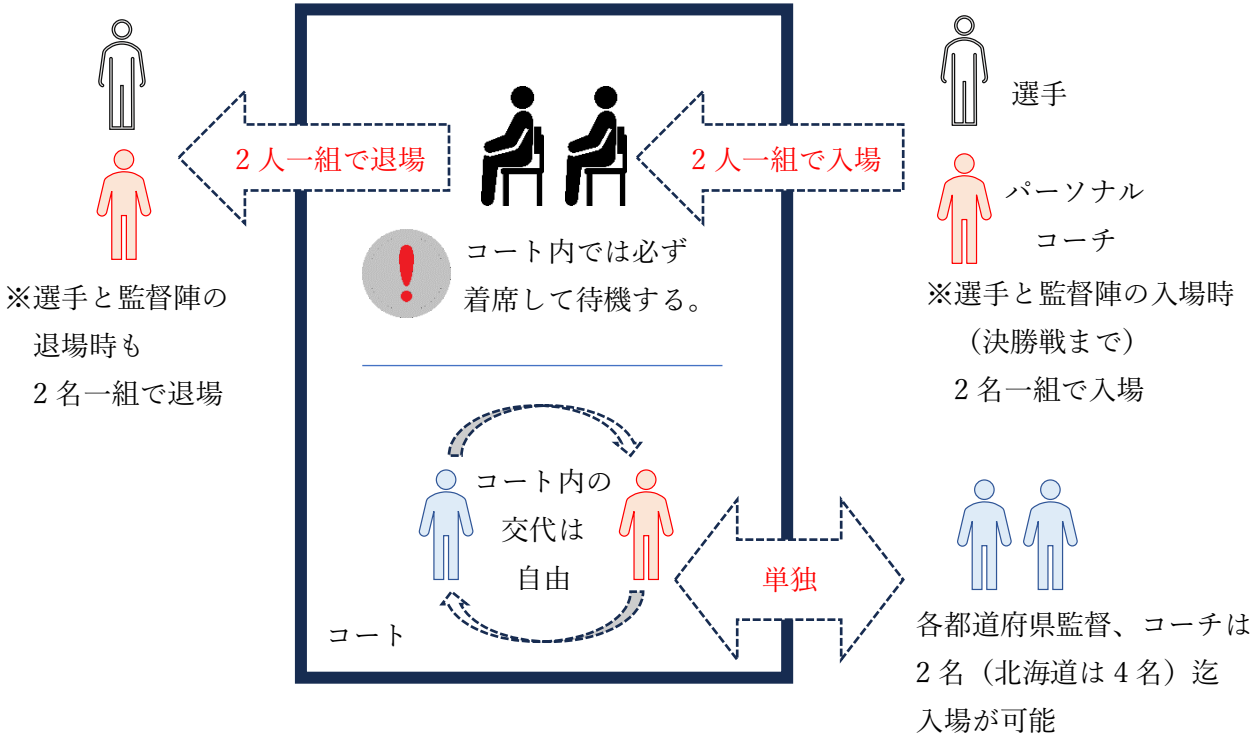 選手
2人一組で退場
2人一組で入場
パーソナル
コーチ
コート内では必ず
着席して待機する。
※選手と監督陣の
退場時も
2名一組で退場
※選手と監督陣の入場時
（決勝戦まで）
2名一組で入場
コート内の
交代は
自由
単独
コート
各都道府県監督、コーチは
2名（北海道は4名）迄
入場が可能